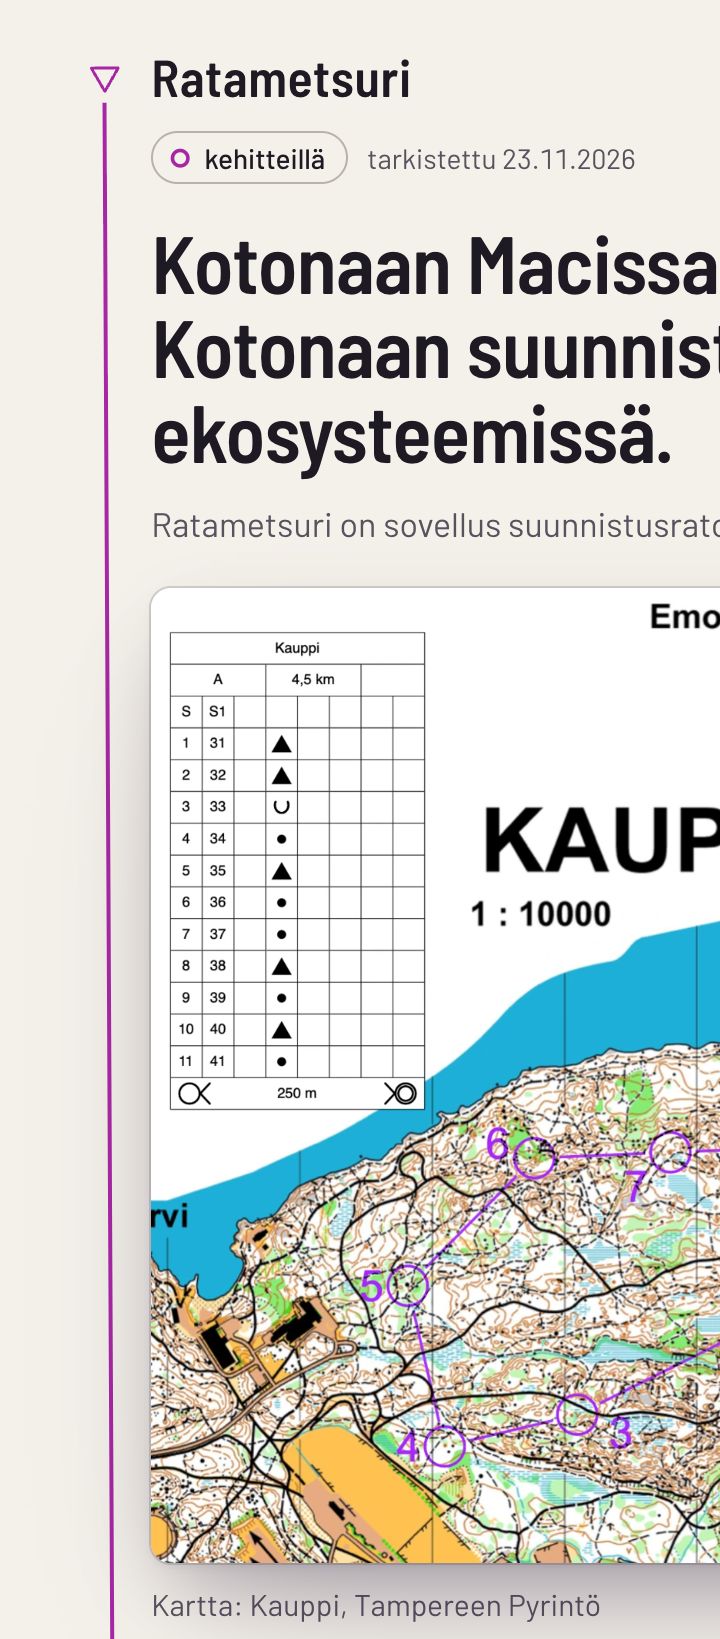 Ratametsuri
kehitteillä tarkistettu 23.11.2026
Kotonaan Macissa
Kotonaan suunnist
ekosysteemissä.
Ratametsuri on sovellus suunnistusrato
Emo
Kauppi
A 4,5 km
S S1
1 31
2 32
3 33
4 34
5 35
6 36
7 37
8 38
9 39
10 40
11 41
250 m
KAUP
1 : 10000
rvi
6
7
5
4
3
Kartta: Kauppi, Tampereen Pyrintö